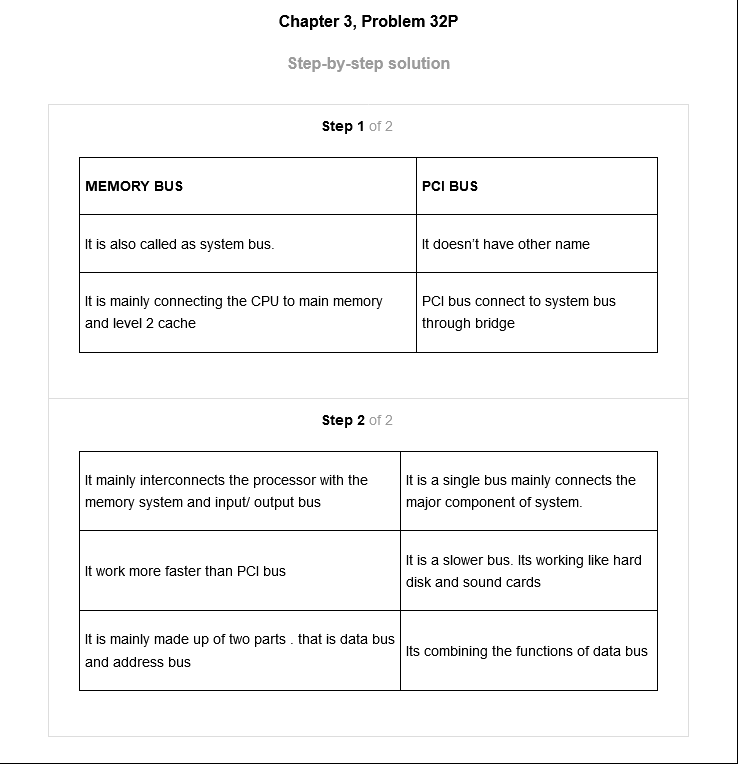 Chapter 3, Problem 32P
Step-by-step solution
Step 1 of 2
MEMORY BUS
PCI BUS
It is also called as system bus.
It doesn't have other name
It is mainly connecting the CPU to main memory
and level 2 cache
PCI bus connect to system bus
through bridge
Step 2 of 2
It mainly interconnects the processor with the
memory system and input/ output bus
It is a single bus mainly connects the
major component of system.
It work more faster than PCI bus
It is a slower bus. Its working like hard
disk and sound cards
It is mainly made up of two parts . that is data bus
and address bus
Its combining the functions of data bus